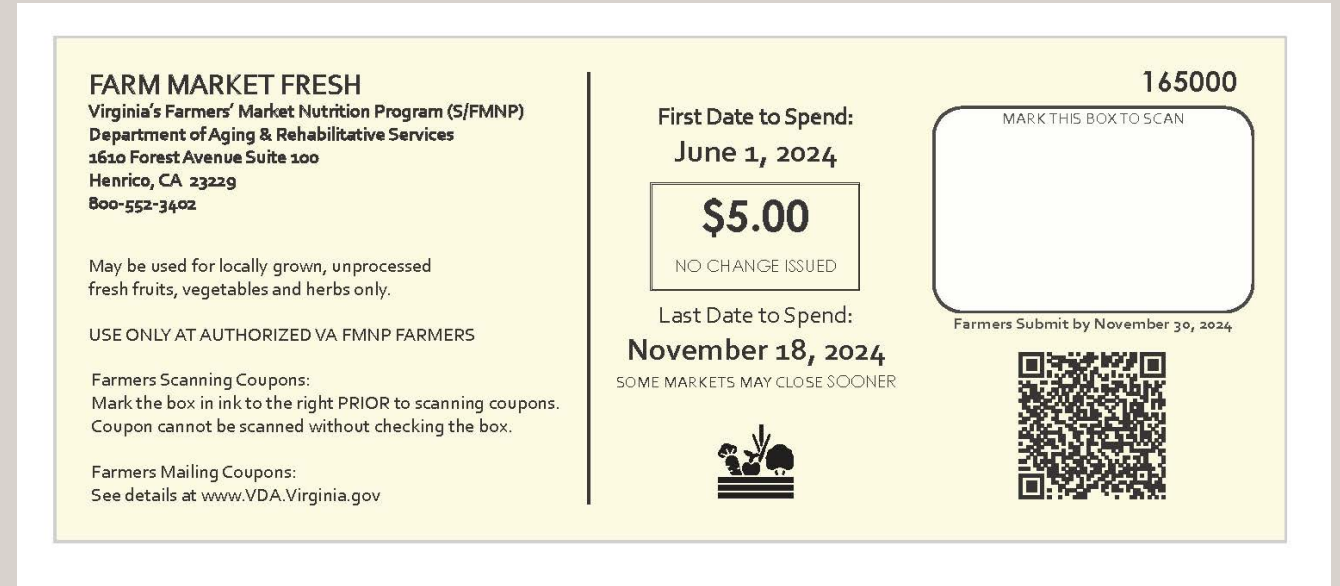 FARM MARKET FRESH
Virginia's Farmers' Market Nutrition Program (S/FMNP)
Department of Aging & Rehabilitative Services
1610 Forest Avenue Suite 100
Henrico, CA  23229
800-552-3402
May be used for locally grown, unprocessed
fresh fruits, vegetables and herbs only.
USE ONLY AT AUTHORIZED VA FMNP FARMERS
Farmers Scanning Coupons:
Mark the box in ink to the right PRIOR to scanning coupons.
Coupon cannot be scanned without checking the box.
Farmers Mailing Coupons:
See details at www.VDA.Virginia.gov
First Date to Spend:
June 1, 2024
$5.00
NO CHANGE ISSUED
Last Date to Spend:
November 18, 2024
SOME MARKETS MAY CLOSE SOONER
165000
MARK THIS BOX TO SCAN
Farmers Submit by November 30, 2024